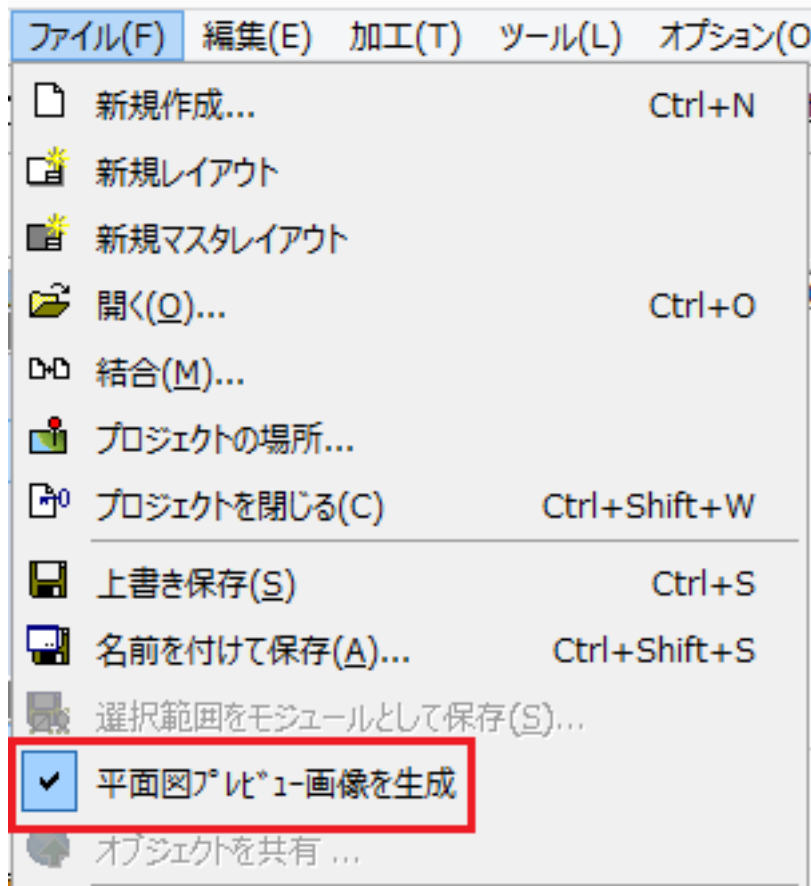 ファイル(F) 編集(E) 加工(T) ツール(L) オプション(O
新規作成... Ctrl+N
新規レイアウト
新規マスタレイアウト
開く(O)... Ctrl+O
結合(M)...
プロジェクトの場所...
プロジェクトを閉じる(C) Ctrl+Shift+W
上書き保存(S) Ctrl+S
名前を付けて保存(A)... Ctrl+Shift+S
選択範囲をモジュールとして保存(S)...
平面図プレビュー画像を生成
オブジェクトを共有 ...